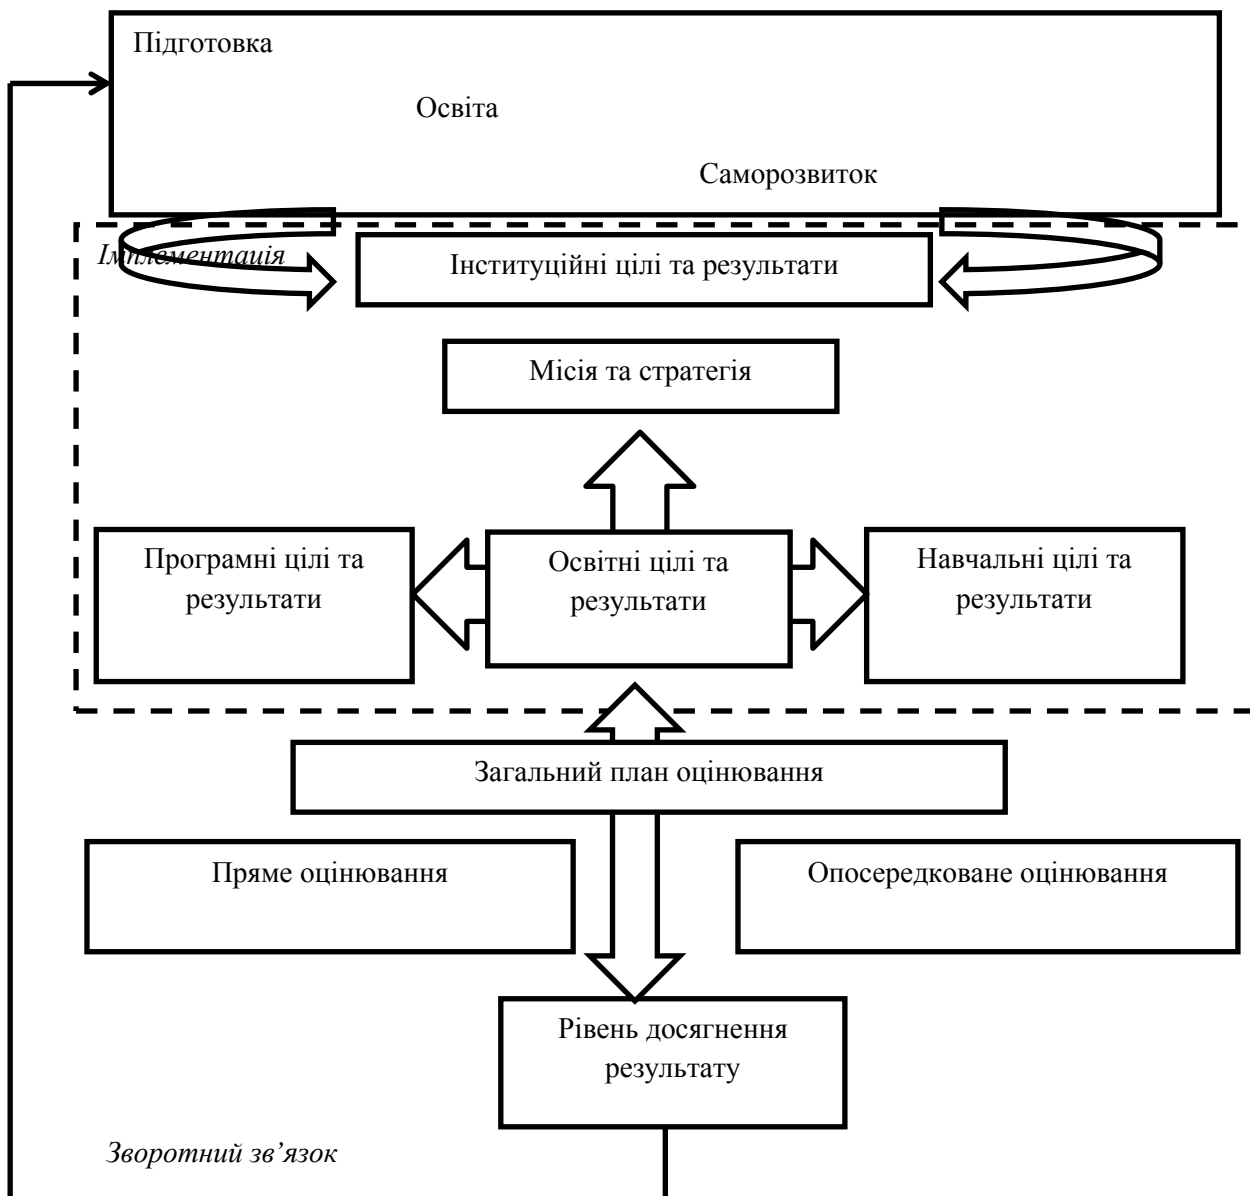 Підготовка
Освіта
Саморозвиток
Імплементація
Інституційні цілі та результати
Місія та стратегія
Програмні цілі та
результати
Освітні цілі та
результати
Навчальні цілі та
результати
Загальний план оцінювання
Пряме оцінювання
Опосередковане оцінювання
Рівень досягнення
результату
Зворотний зв’язок